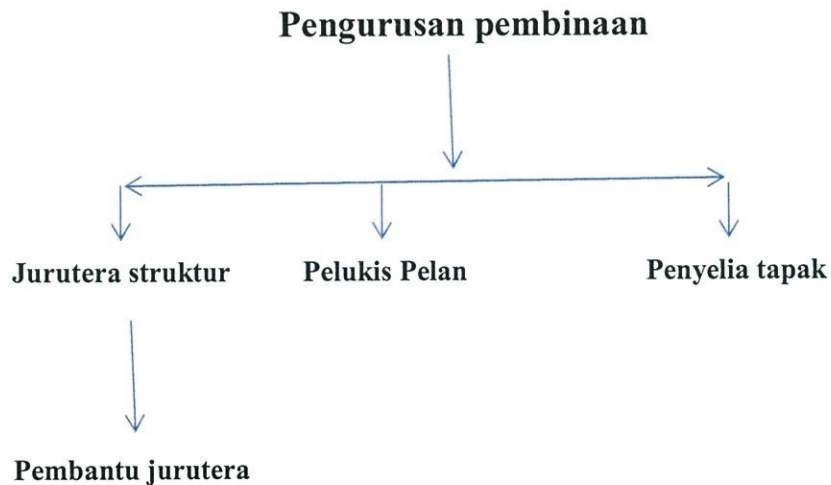 Pengurusan pembinaan
Jurutera struktur
Pelukis Pelan
Penyelia tapak
Pembantu jurutera